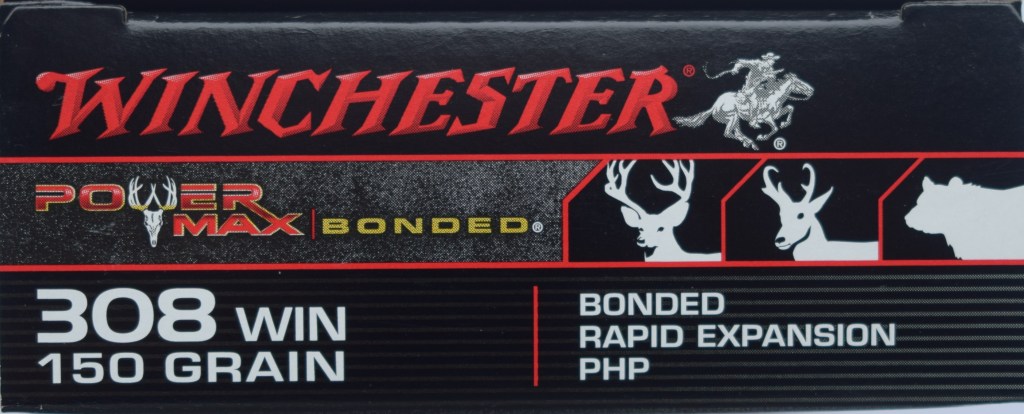 WINCHESTER®
®
POWER
MAX | BONDED®
308 WIN
150 GRAIN
BONDED
RAPID EXPANSION
PHP